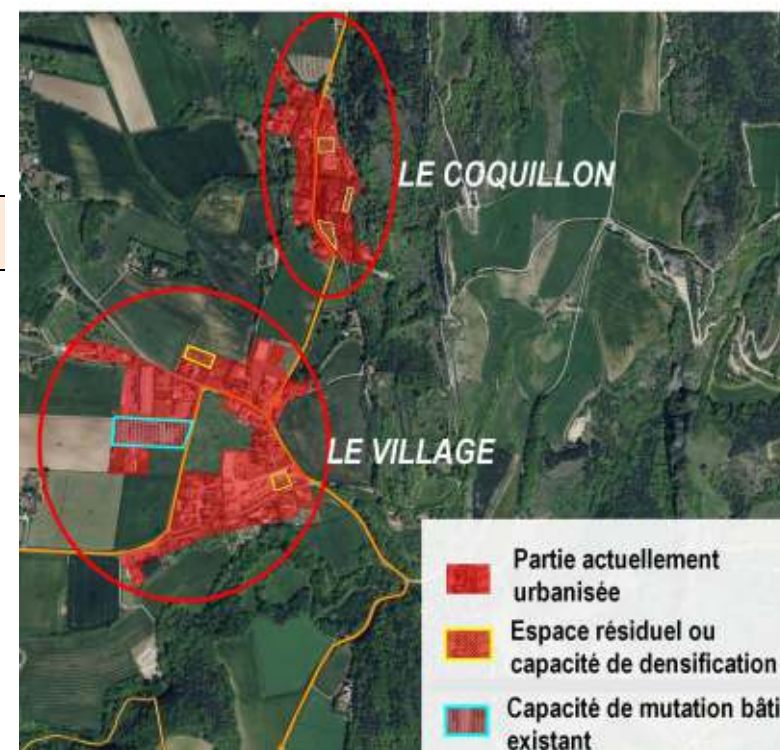 LE COQUILLON
LE VILLAGE
Partie actuellement
urbanisée
Espace résiduel ou
capacité de densification
Capacité de mutation bâti
existant